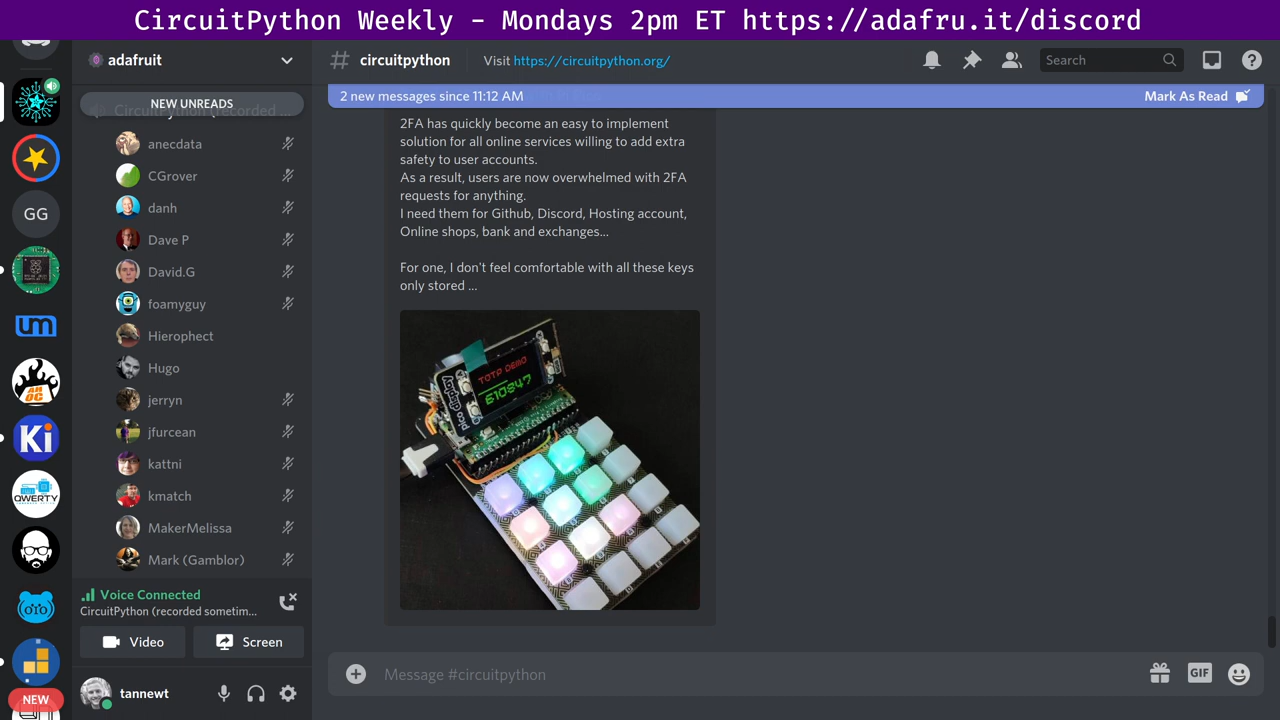 CircuitPython Weekly - Mondays 2pm ET https://adafru.it/discord
adafruit
# circuitpython
Visit https://circuitpython.org/
Search
NEW UNREADS
CircuitPython (recorded ...
2 new messages since 11:12 AM
Mark As Read
anecdata
CGrover
danh
Dave P
David.G
foamyguy
Hierophect
Hugo
jerryn
jfurcean
kattni
kmatch
MakerMelissa
Mark (Gamblor)
GG
um
Ki
QWERTY
NEW
2FA has quickly become an easy to implement
solution for all online services willing to add extra
safety to user accounts.
As a result, users are now overwhelmed with 2FA
requests for anything.
I need them for Github, Discord, Hosting account,
Online shops, bank and exchanges...
For one, I don't feel comfortable with all these keys
only stored ...
TOTP DEMO
610847
pico display
Voice Connected
CircuitPython (recorded sometim...
Video
Screen
tannewt
Message #circuitpython
GIF